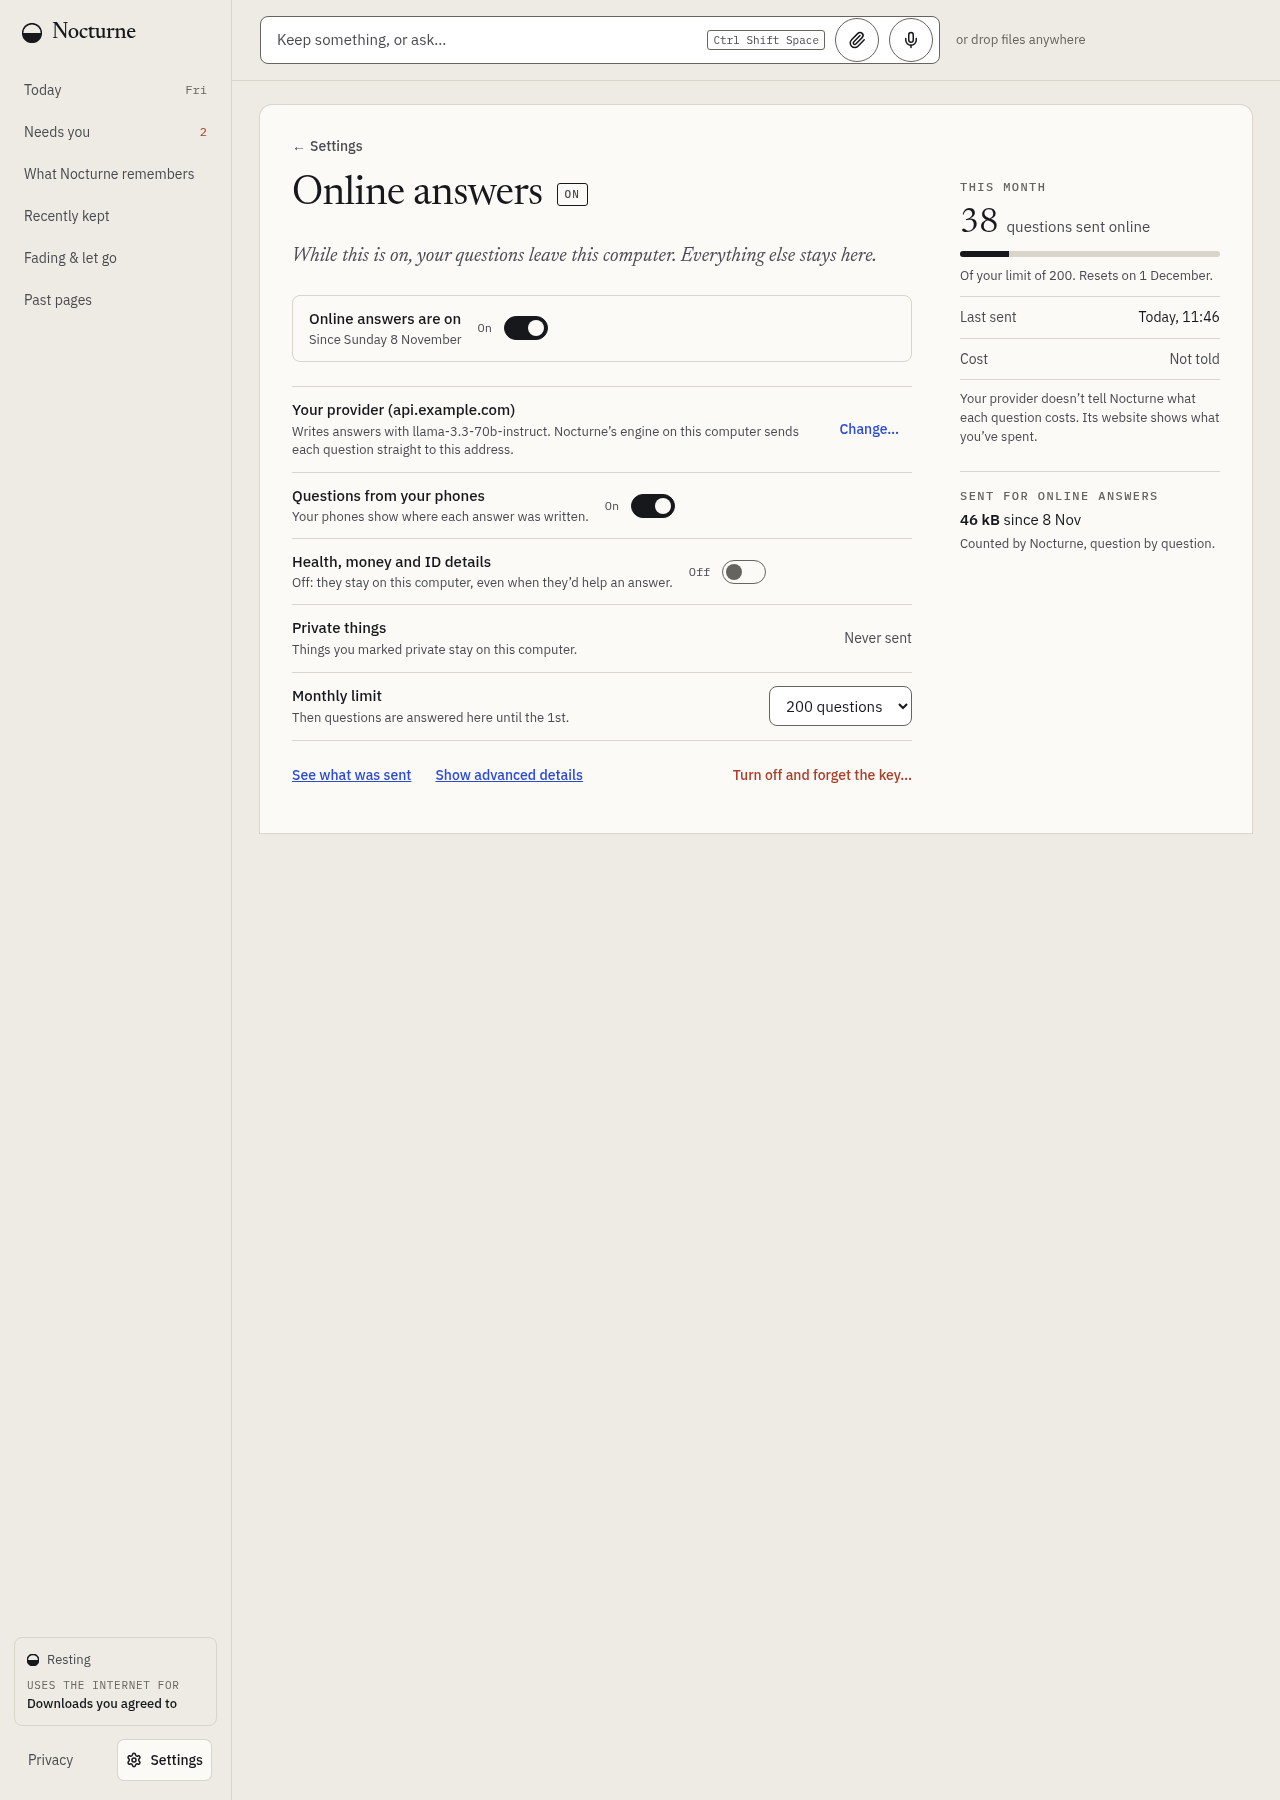 Nocturne
Today Fri
Needs you 2
What Nocturne remembers
Recently kept
Fading & let go
Past pages
Resting
USES THE INTERNET FOR
Downloads you agreed to
Privacy
Settings
Keep something, or ask...
Ctrl Shift Space
or drop files anywhere
← Settings
Online answers ON
While this is on, your questions leave this computer. Everything else stays here.
Online answers are on
Since Sunday 8 November
On
Your provider (api.example.com)
Writes answers with llama-3.3-70b-instruct. Nocturne’s engine on this computer sends
each question straight to this address.
Change...
Questions from your phones
Your phones show where each answer was written.
On
Health, money and ID details
Off: they stay on this computer, even when they’d help an answer.
Off
Private things
Things you marked private stay on this computer.
Never sent
Monthly limit
Then questions are answered here until the 1st.
200 questions
See what was sent
Show advanced details
Turn off and forget the key...
THIS MONTH
38 questions sent online
Of your limit of 200. Resets on 1 December.
Last sent Today, 11:46
Cost Not told
Your provider doesn’t tell Nocturne what
each question costs. Its website shows what
you’ve spent.
SENT FOR ONLINE ANSWERS
46 kB since 8 Nov
Counted by Nocturne, question by question.